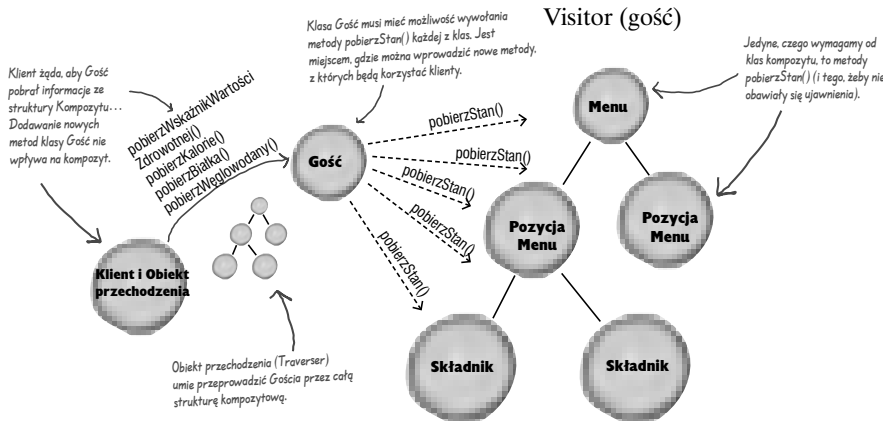 Visitor (gość)
Klient żąda, aby Gość
pobrał informacje ze
struktury Kompozytu...
Dodawanie nowych
metod klasy Gość nie
wpływa na kompozyt.
Klasa Gość musi mieć możliwość wywołania
metody pobierzStan() każdej z klas. Jest
miejscem, gdzie można wprowadzić nowe metody,
z których będą korzystać klienty.
Jedyne, czego wymagamy od
klas kompozytu, to metody
pobierzStan() (i tego, żeby nie
obawiały się ujawnienia).
pobierzWskaźnikWartości
Zdrowotnej()
pobierzKalorie()
pobierzBiałka()
pobierzWęglowodany()
Gość
pobierzStan()
pobierzStan()
pobierzStan()
pobierzStan()
pobierzStan()
Menu
Pozycja
Menu
Pozycja
Menu
Klient i Obiekt
przechodzenia
Składnik
Składnik
Obiekt przechodzenia (Traverser)
umie przeprowadzić Gościa przez całą
strukturę kompozytową.